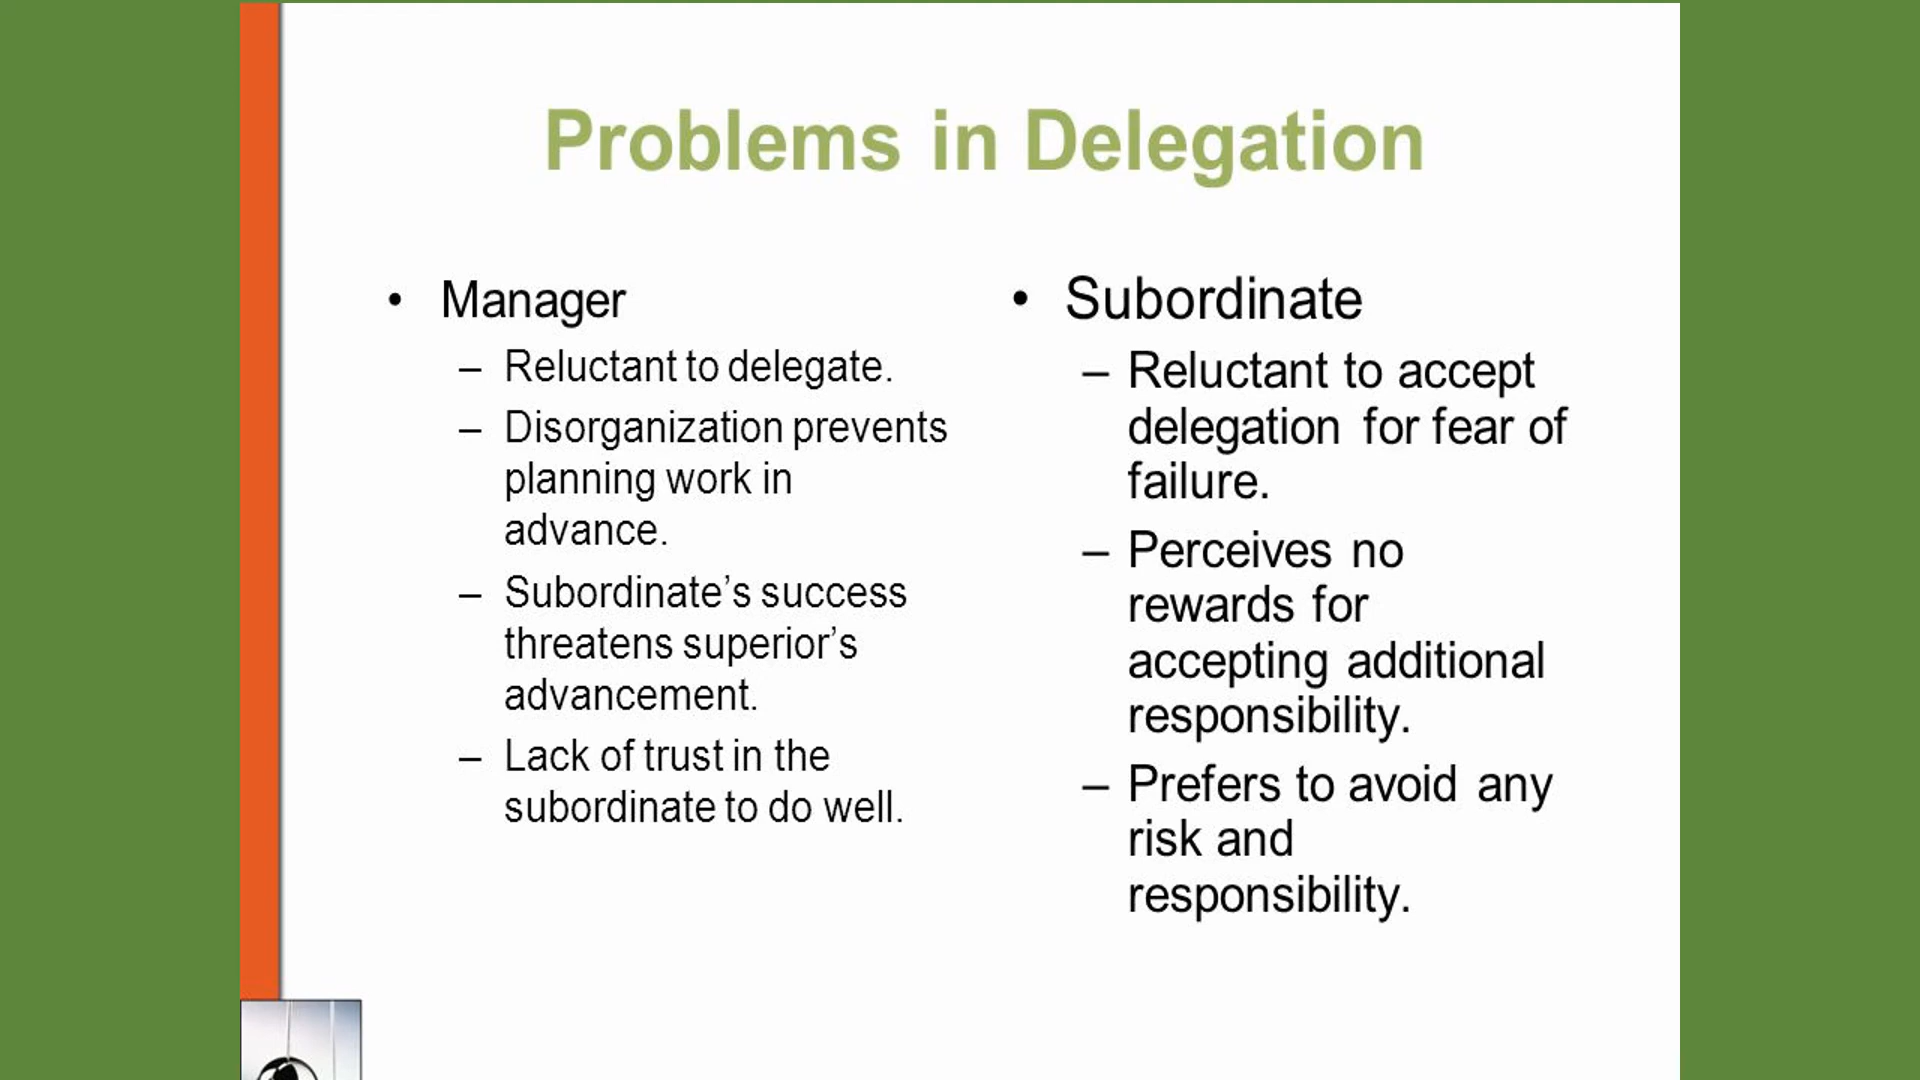 Problems in Delegation
• Manager
– Reluctant to delegate.
– Disorganization prevents
planning work in
advance.
– Subordinate’s success
threatens superior’s
advancement.
– Lack of trust in the
subordinate to do well.
• Subordinate
– Reluctant to accept
delegation for fear of
failure.
– Perceives no
rewards for
accepting additional
responsibility.
– Prefers to avoid any
risk and
responsibility.